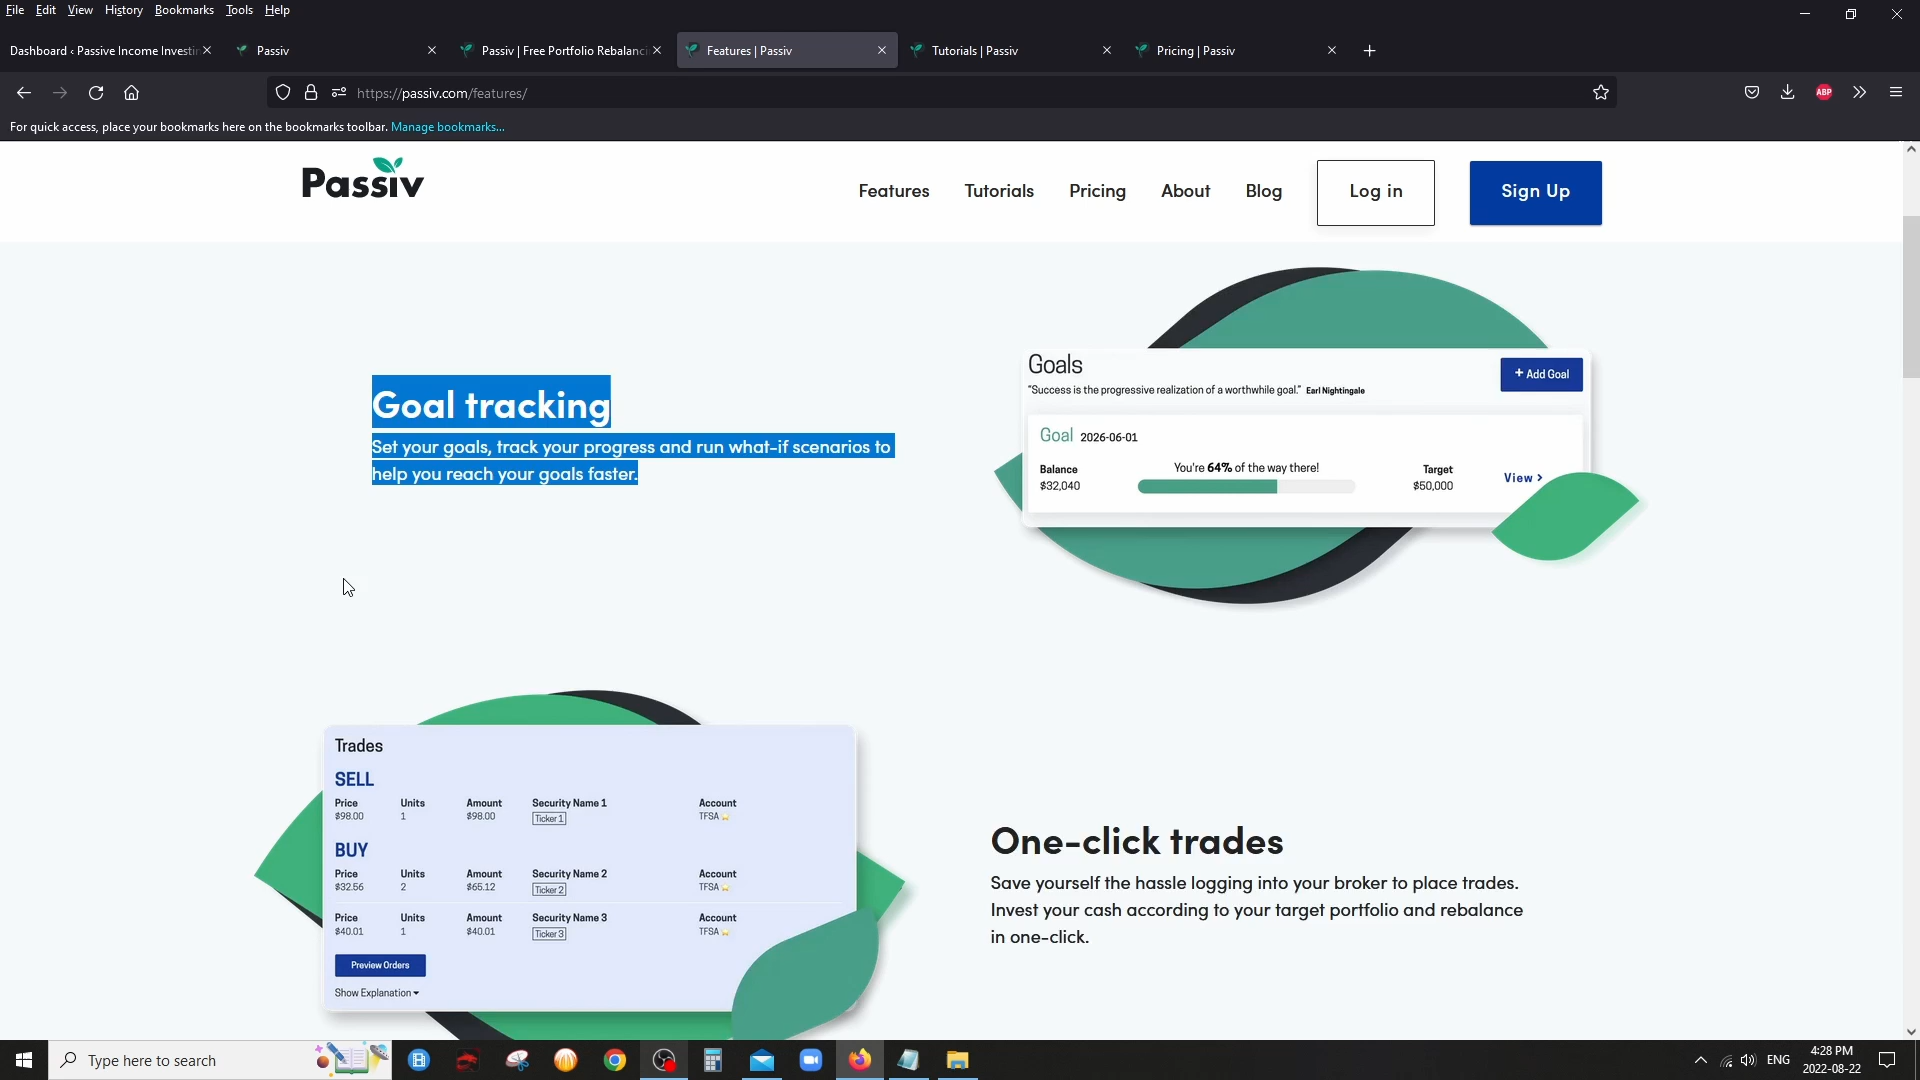 File Edit View History Bookmarks Tools Help
Dashboard ‹ Passive Income Investin
Passiv
Passiv | Free Portfolio Rebalanci
Features | Passiv
Tutorials | Passiv
Pricing | Passiv
https://passiv.com/features/
ABP
For quick access, place your bookmarks here on the bookmarks toolbar. Manage bookmarks...
Passiv
Features Tutorials Pricing About Blog Log in Sign Up
Goal tracking
Set your goals, track your progress and run what-if scenarios to
help you reach your goals faster.
Goals
+ Add Goal
"Success is the progressive realization of a worthwhile goal." Earl Nightingale
Goal 2026-06-01
Balance You're 64% of the way there! Target
$32,040 $50,000
View >
Trades
SELL
Price Units Amount Security Name 1 Account
$98.00 1 $98.00 Ticker 1 TFSA
BUY
Price Units Amount Security Name 2 Account
$32.56 2 $65.12 Ticker 2 TFSA
Price Units Amount Security Name 3 Account
$40.01 1 $40.01 Ticker 3 TFSA
Preview Orders
Show Explanation
One-click trades
Save yourself the hassle logging into your broker to place trades.
Invest your cash according to your target portfolio and rebalance
in one-click.
Type here to search
ENG
4:28 PM
2022-08-22